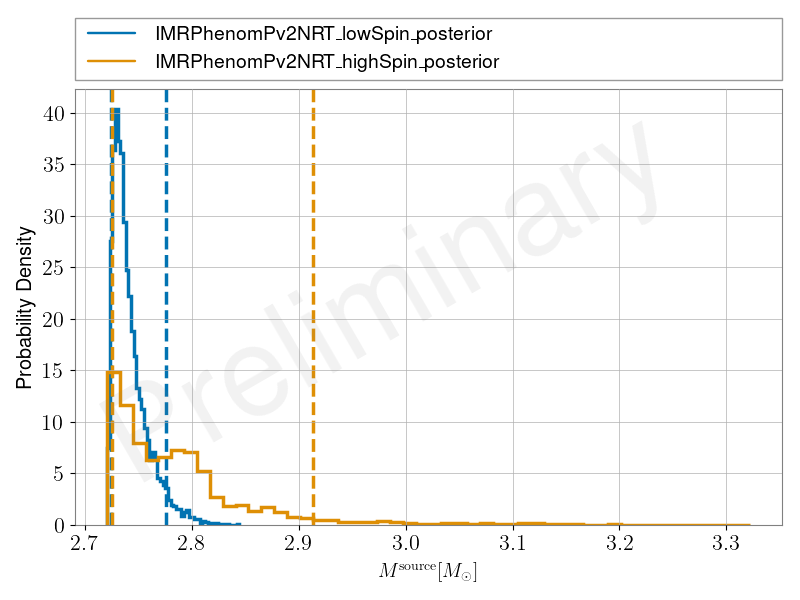 IMRPhenomPv2NRT_lowSpin_posterior
IMRPhenomPv2NRT_highSpin_posterior
Preliminary
Probability Density
40
35
30
25
20
15
10
5
0
2.7 2.8 2.9 3.0 3.1 3.2 3.3
M^source[M_⊙]